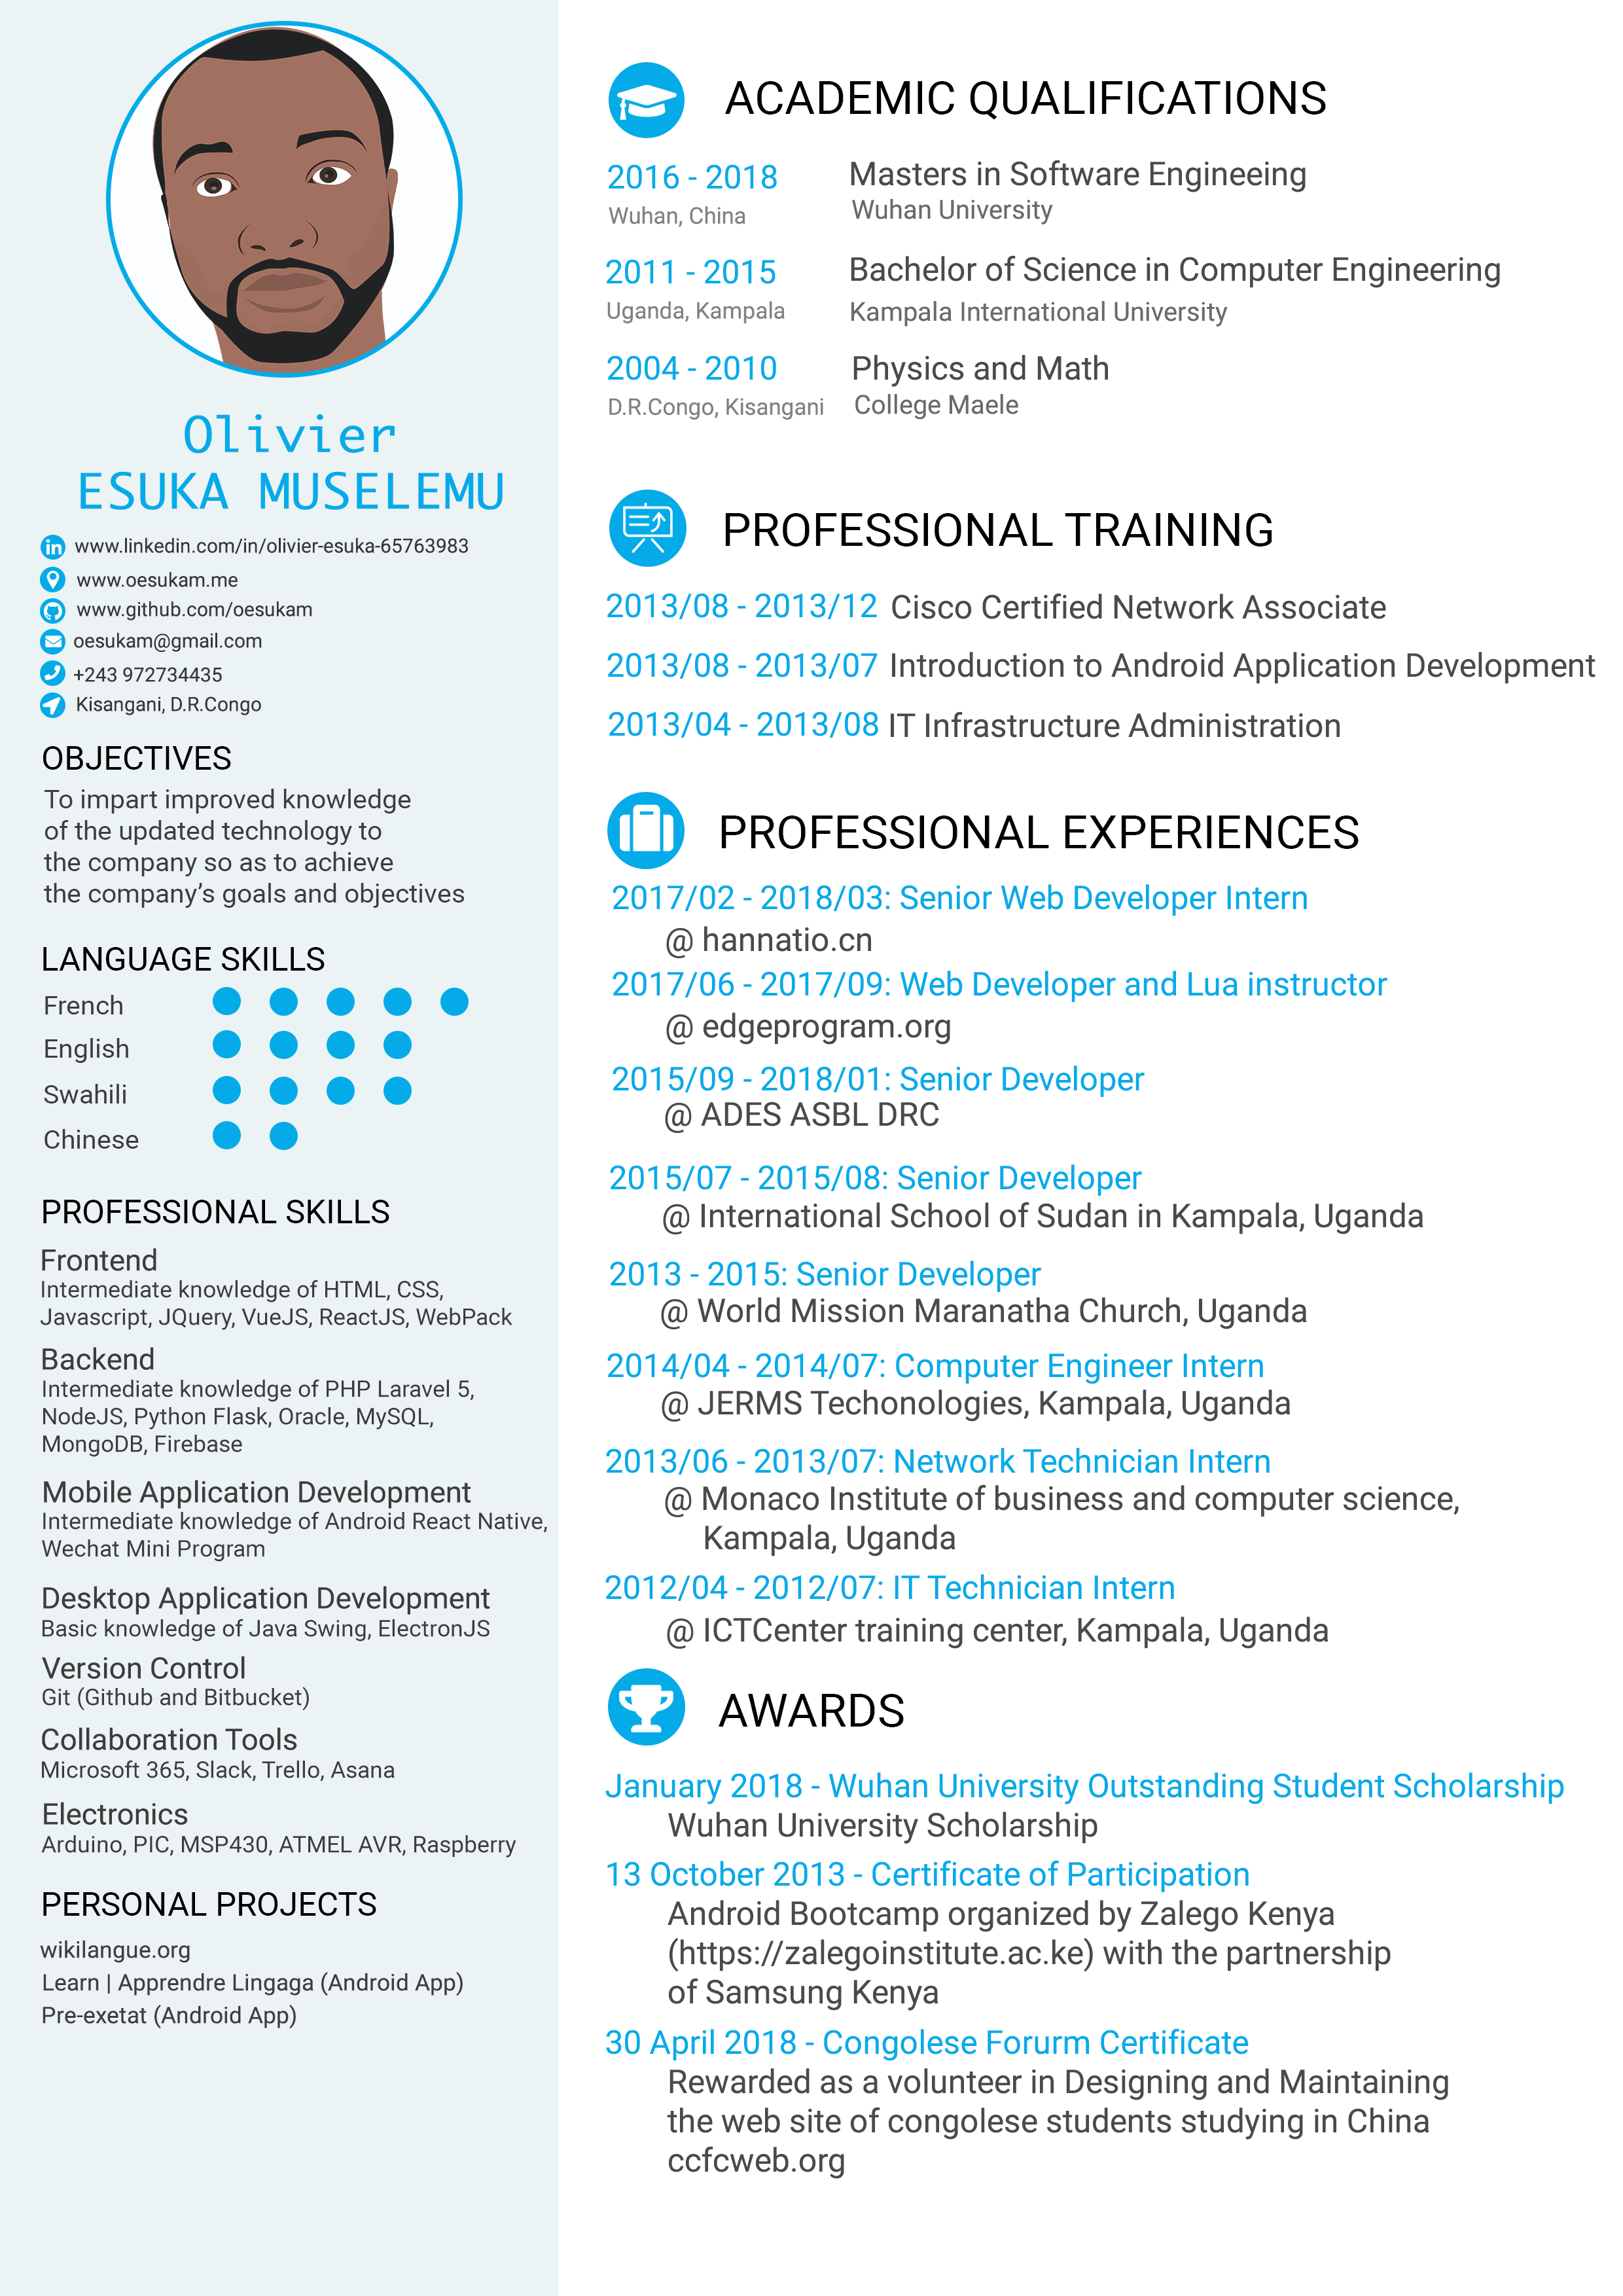 Olivier
ESUKA MUSELEMU
www.linkedin.com/in/olivier-esuka-65763983
www.oesukam.me
www.github.com/oesukam
oesukam@gmail.com
+243 972734435
Kisangani, D.R.Congo
OBJECTIVES
To impart improved knowledge
of the updated technology to
the company so as to achieve
the company's goals and objectives
LANGUAGE SKILLS
French
English
Swahili
Chinese
PROFESSIONAL SKILLS
Frontend
Intermediate knowledge of HTML, CSS,
Javascript, JQuery, VueJS, ReactJS, WebPack
Backend
Intermediate knowledge of PHP Laravel 5,
NodeJS, Python Flask, Oracle, MySQL,
MongoDB, Firebase
Mobile Application Development
Intermediate knowledge of Android React Native,
Wechat Mini Program
Desktop Application Development
Basic knowledge of Java Swing, ElectronJS
Version Control
Git (Github and Bitbucket)
Collaboration Tools
Microsoft 365, Slack, Trello, Asana
Electronics
Arduino, PIC, MSP430, ATMEL AVR, Raspberry
PERSONAL PROJECTS
wikilangue.org
Learn | Apprendre Lingaga (Android App)
Pre-exetat (Android App)
ACADEMIC QUALIFICATIONS
2016 - 2018 Masters in Software Engineeing
Wuhan, China Wuhan University
2011 - 2015 Bachelor of Science in Computer Engineering
Uganda, Kampala Kampala International University
2004 - 2010 Physics and Math
D.R.Congo, Kisangani College Maele
PROFESSIONAL TRAINING
2013/08 - 2013/12 Cisco Certified Network Associate
2013/08 - 2013/07 Introduction to Android Application Development
2013/04 - 2013/08 IT Infrastructure Administration
PROFESSIONAL EXPERIENCES
2017/02 - 2018/03: Senior Web Developer Intern
@ hannatio.cn
2017/06 - 2017/09: Web Developer and Lua instructor
@ edgeprogram.org
2015/09 - 2018/01: Senior Developer
@ ADES ASBL DRC
2015/07 - 2015/08: Senior Developer
@ International School of Sudan in Kampala, Uganda
2013 - 2015: Senior Developer
@ World Mission Maranatha Church, Uganda
2014/04 - 2014/07: Computer Engineer Intern
@ JERMS Techonologies, Kampala, Uganda
2013/06 - 2013/07: Network Technician Intern
@ Monaco Institute of business and computer science,
Kampala, Uganda
2012/04 - 2012/07: IT Technician Intern
@ ICTCenter training center, Kampala, Uganda
AWARDS
January 2018 - Wuhan University Outstanding Student Scholarship
Wuhan University Scholarship
13 October 2013 - Certificate of Participation
Android Bootcamp organized by Zalego Kenya
(https://zalegoinstitute.ac.ke) with the partnership
of Samsung Kenya
30 April 2018 - Congolese Forurm Certificate
Rewarded as a volunteer in Designing and Maintaining
the web site of congolese students studying in China
ccfcweb.org